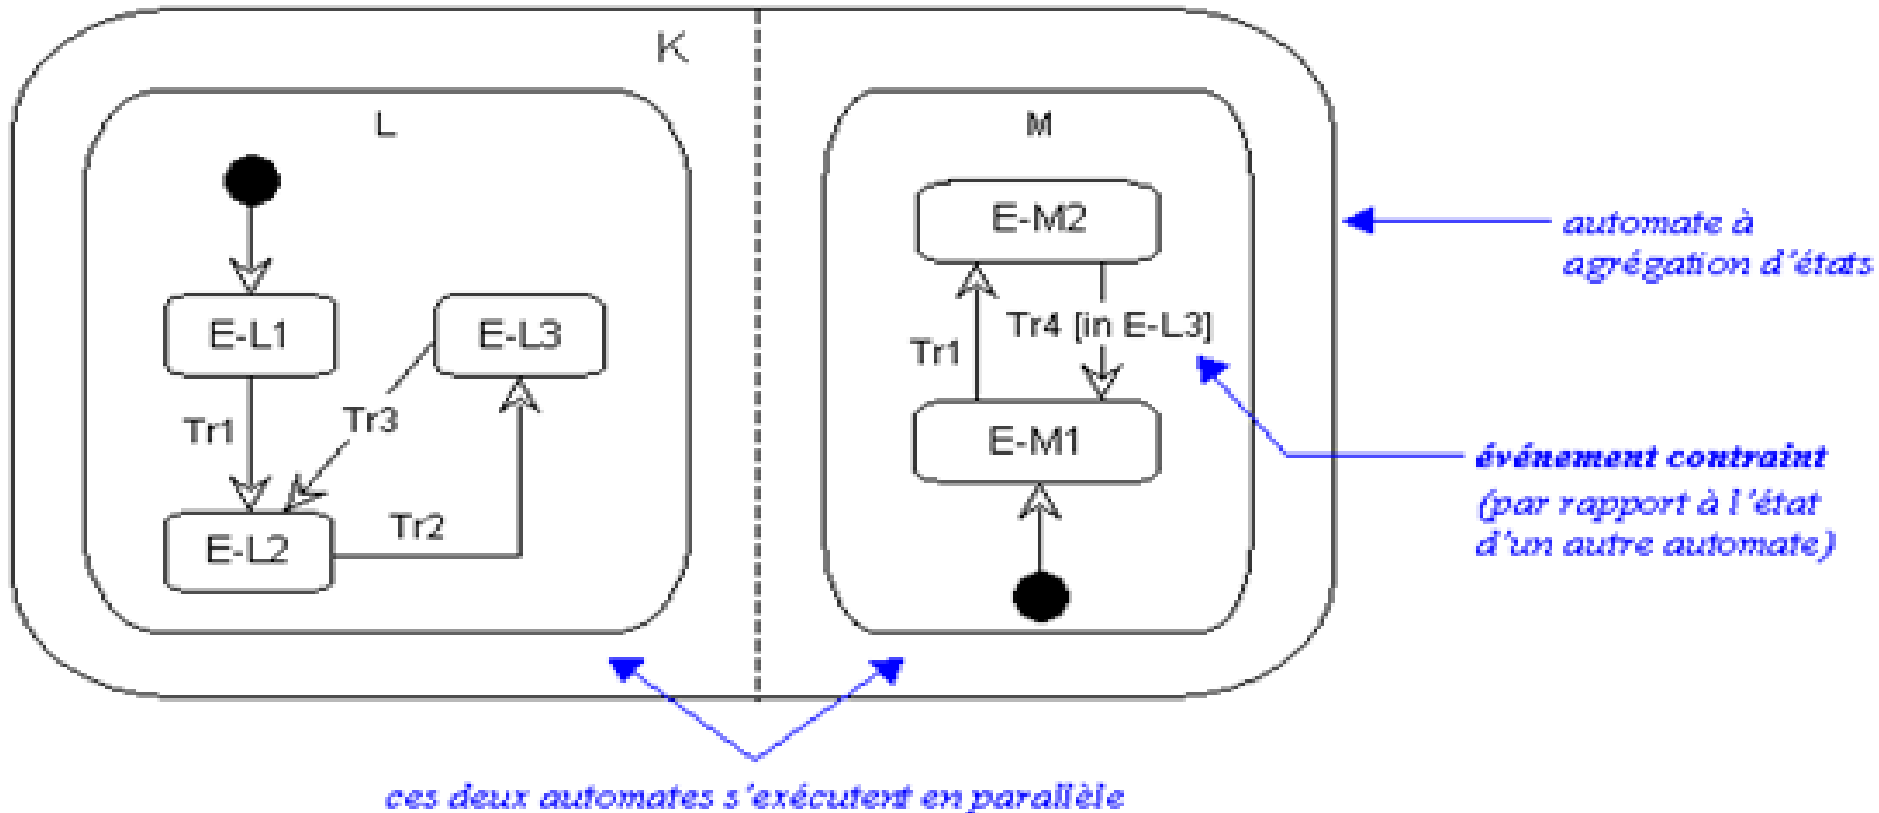 K
L
M
E-M2
automate à
agrégation d'états
E-L1
E-L3
Tr4 [in E-L3]
Tr1
Tr3
Tr1
E-M1
événement contraint
(par rapport à l'état
d'un autre automate)
Tr2
E-L2
ces deux automates s'exécutent en parallèle